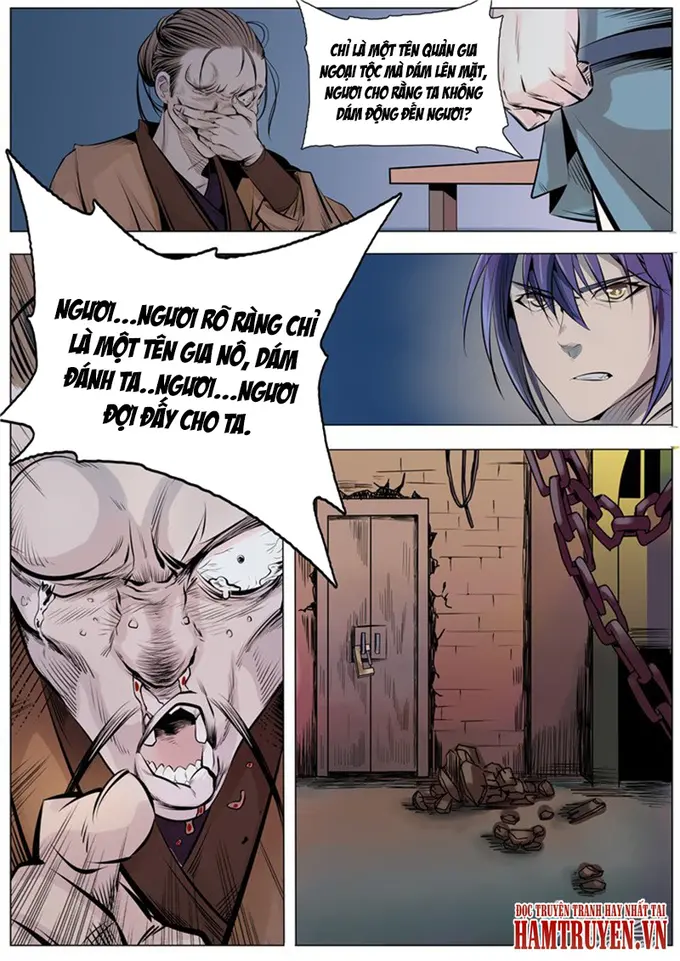 CHỈ LÀ MỘT TÊN QUẢN GIA
NGOẠI TỘC MÀ DÁM LÊN MẶT,
NGƯƠI CHO RẰNG TA KHÔNG
DÁM ĐỘNG ĐẾN NGƯƠI?
NGƯƠI...NGƯƠI RÕ RÀNG CHỈ
LÀ MỘT TÊN GIA NÔ, DÁM
ĐÁNH TA..NGƯƠI...NGƯƠI
ĐỢI ĐẤY CHO TA.
ĐỌC TRUYỆN TRANH HAY NHẤT TẠI
HAMTRUYEN.VN